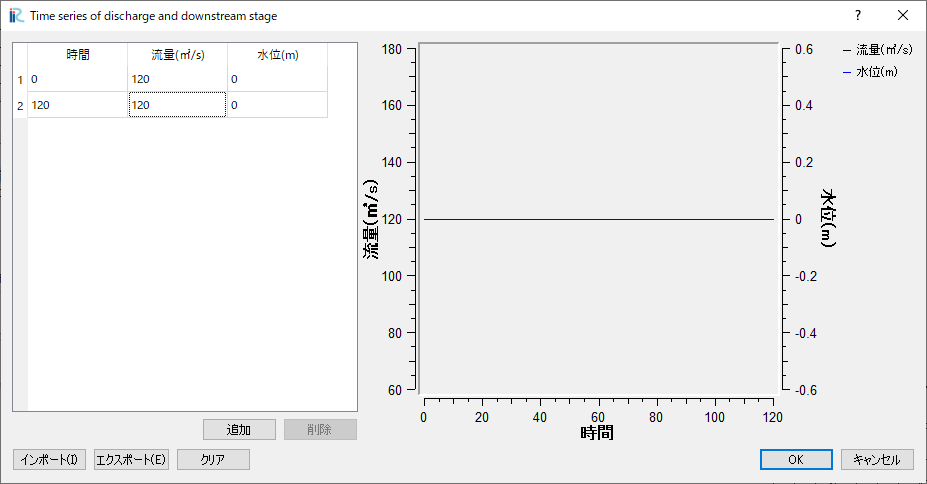 Time series of discharge and downstream stage
?
時間 流量(㎥/s) 水位(m)
1 0 120 0
2 120 120 0
追加 削除
インポート(I) エクスポート(E) クリア
180
160
140
120
100
80
60
流量(㎥/s)
0 20 40 60 80 100 120
時間
0.6
0.4
0.2
0
-0.2
-0.4
-0.6
水位(m)
流量(㎥/s)
水位(m)
OK キャンセル